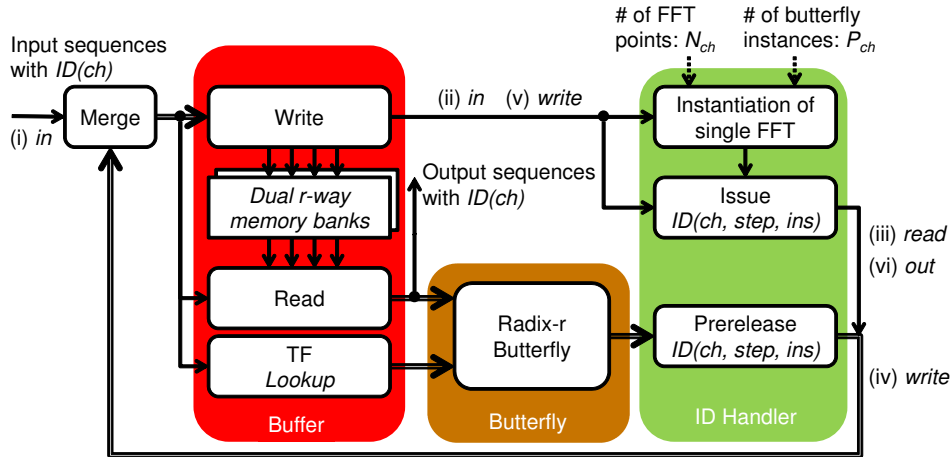 # of FFT
points: N_ch
# of butterfly
instances: P_ch
Input sequences
with ID(ch)
(i) in
Merge
Write
(ii) in (v) write
Instantiation of
single FFT
Dual r-way
memory banks
Output sequences
with ID(ch)
Issue
ID(ch, step, ins)
(iii) read
(vi) out
Read
Radix-r
Butterfly
Prerelease
ID(ch, step, ins)
TF
Lookup
(iv) write
Buffer
Butterfly
ID Handler